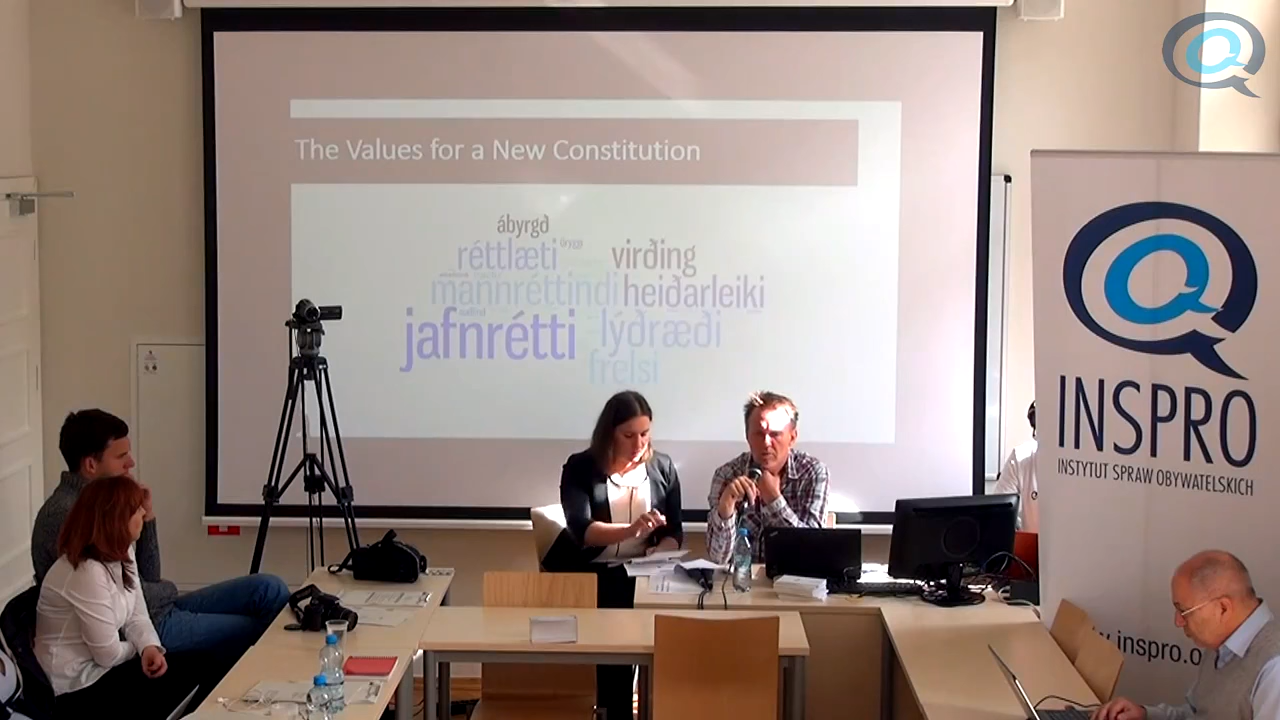 The Values for a New Constitution
ábyrgð
réttlæti
virðing
mannréttindi heiðarleiki
jafnrétti lýðræði
frelsi
INSPRO
INSTYTUT SPRAW OBYWATELSKICH
inspro.o